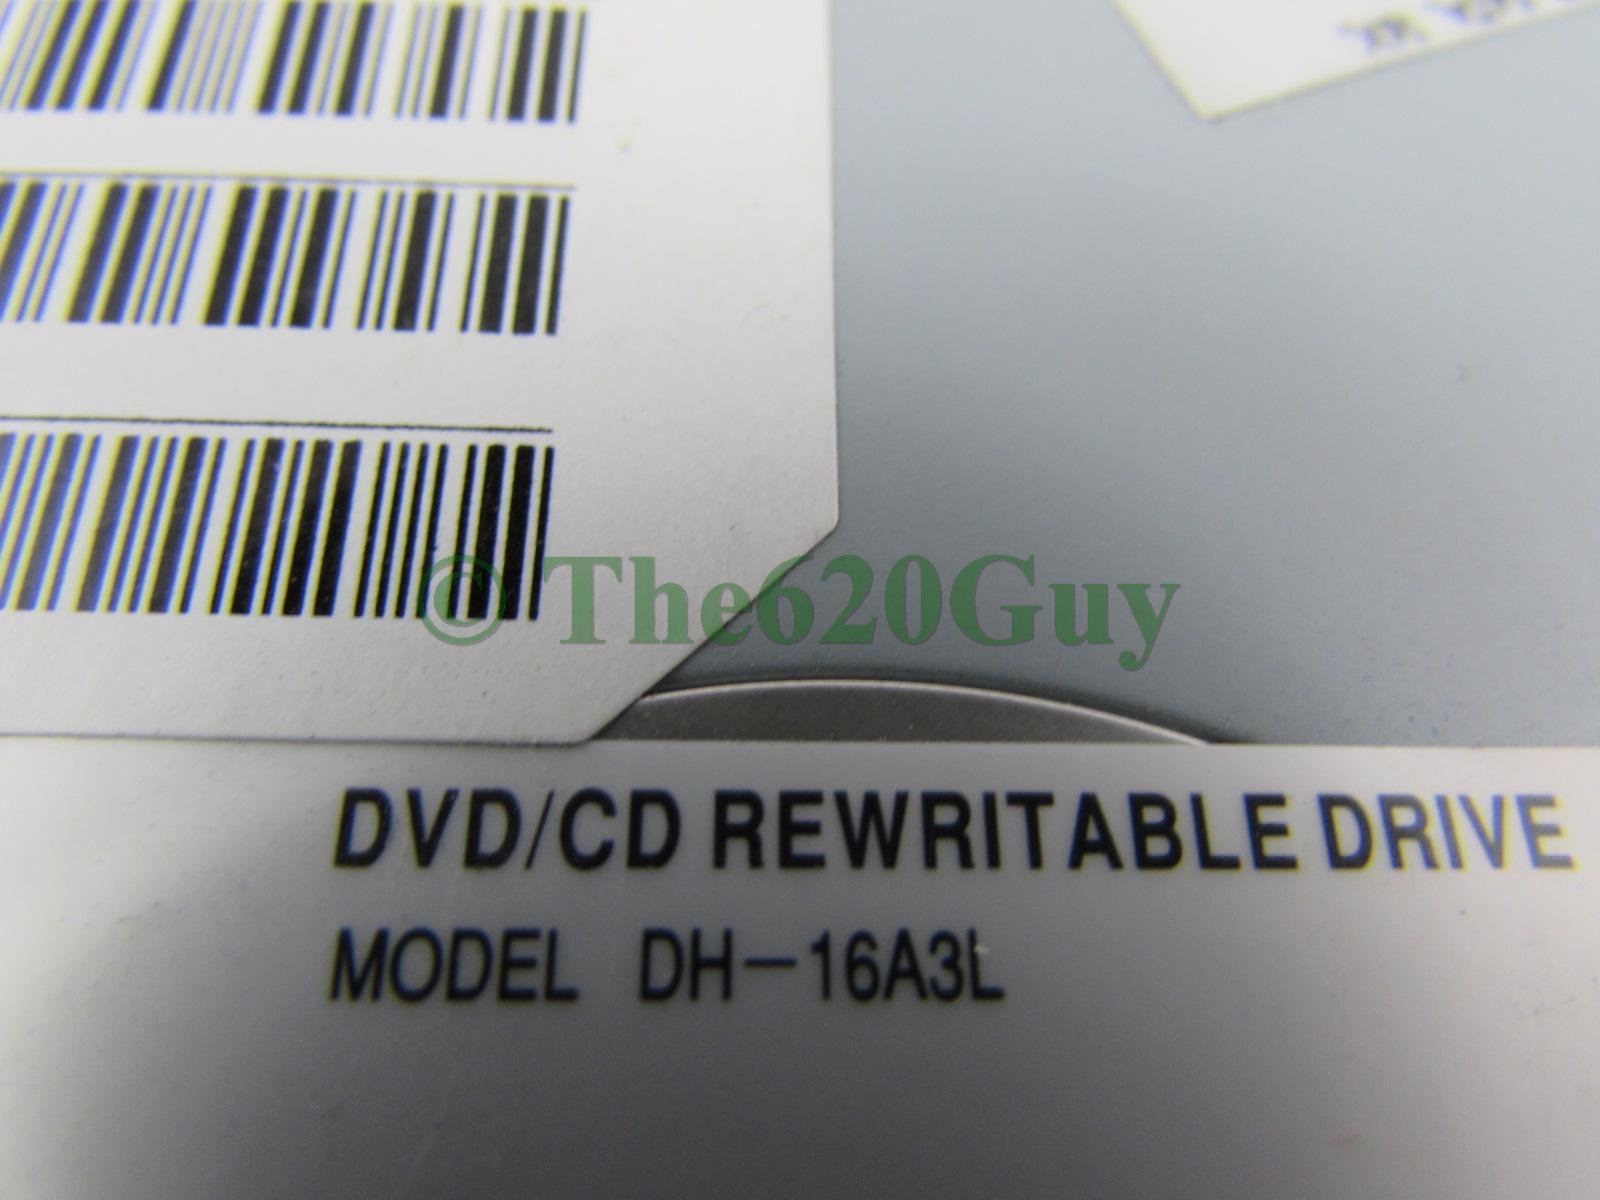 © The620Guy
DVD/CD REWRITABLE DRIVE
MODEL DH-16A3L